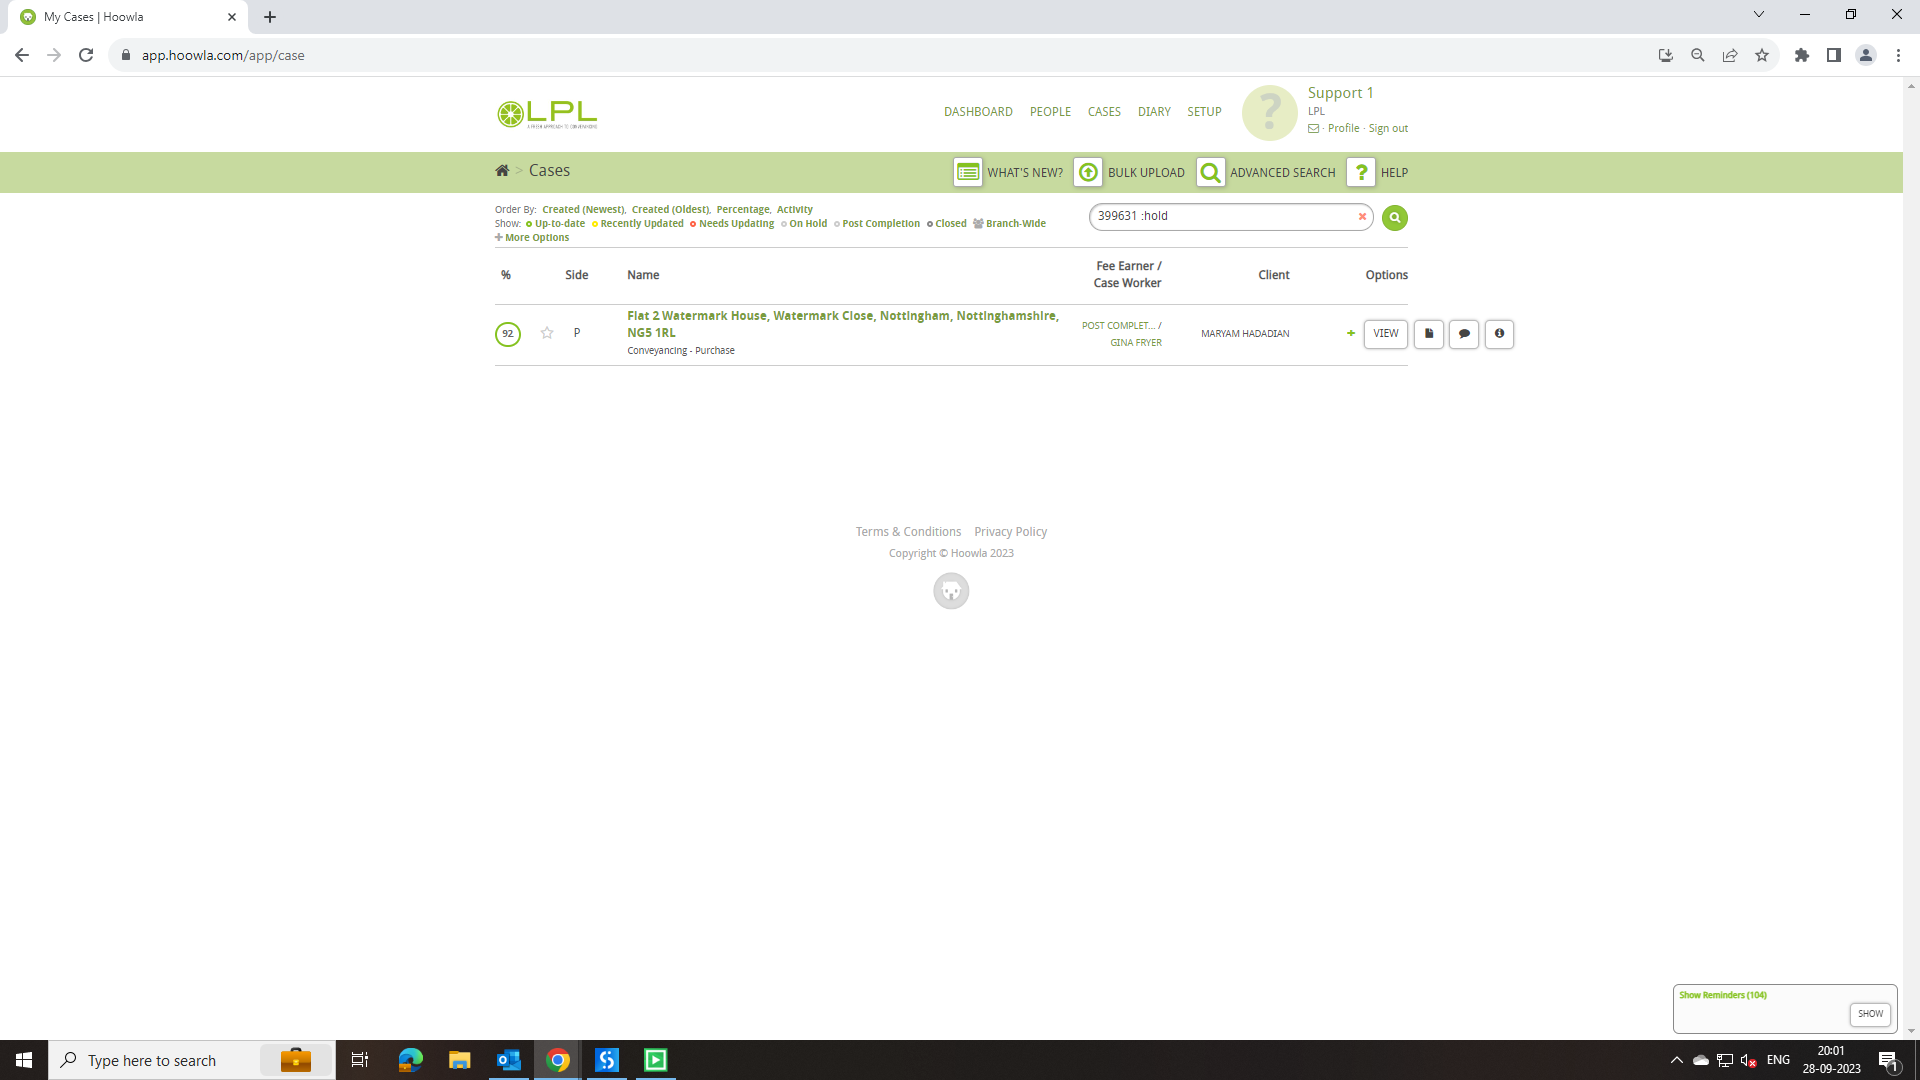 My Cases | Hoowla
app.hoowla.com/app/case
LPL
DASHBOARD PEOPLE CASES DIARY SETUP
?
Support 1
LPL
· Profile · Sign out
> Cases
WHAT'S NEW? BULK UPLOAD ADVANCED SEARCH ? HELP
Order By: Created (Newest), Created (Oldest), Percentage, Activity
Show: Up-to-date Recently Updated Needs Updating On Hold Post Completion Closed Branch-Wide
More Options
399631 :hold
% Side Name Fee Earner / Case Worker Client Options
92 P Flat 2 Watermark House, Watermark Close, Nottingham, Nottinghamshire,
NG5 1RL
Conveyancing - Purchase
POST COMPLET... /
GINA FRYER
MARYAM HADADIAN
+ VIEW
Terms & Conditions Privacy Policy
Copyright © Hoowla 2023
Show Reminders (104)
SHOW
Type here to search
ENG
20:01
28-09-2023
1